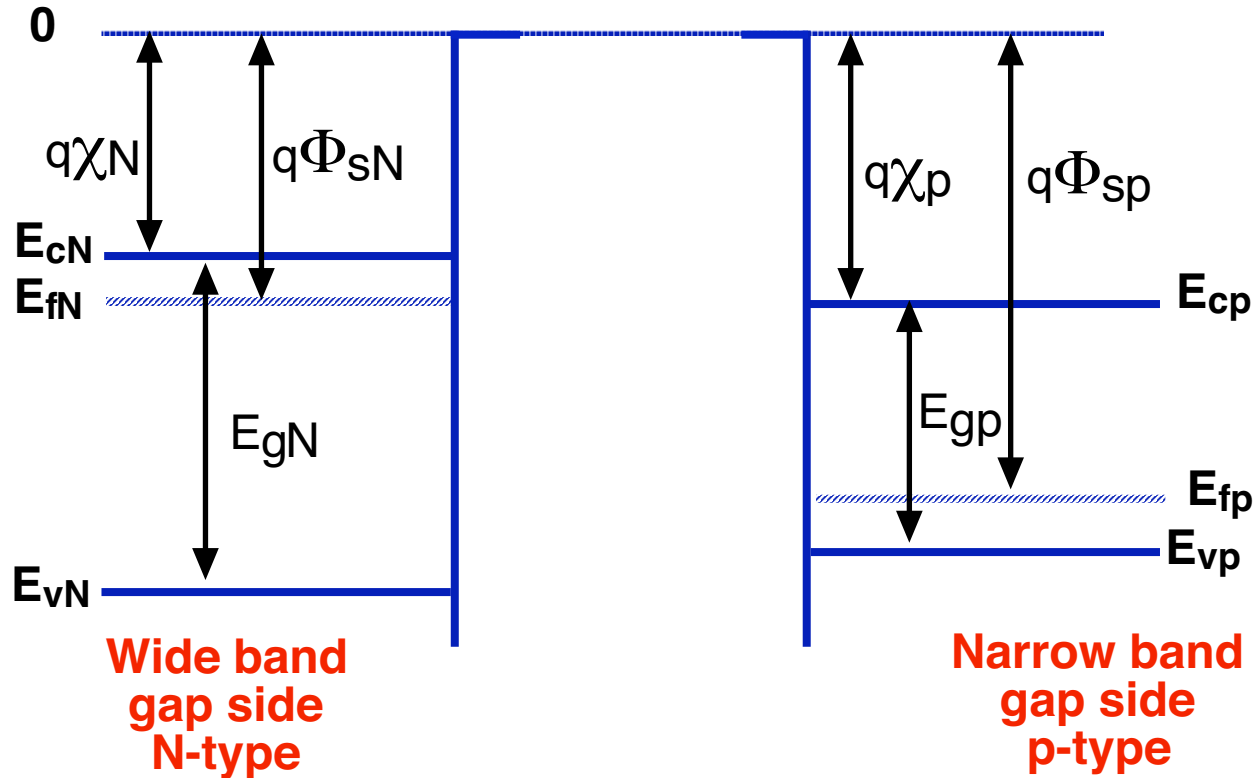 0
qχN
qΦsN
qχp
qΦsp
EcN
EfN
Ecp
EgN
Egp
Efp
Evp
EvN
Wide band
gap side
N-type
Narrow band
gap side
p-type